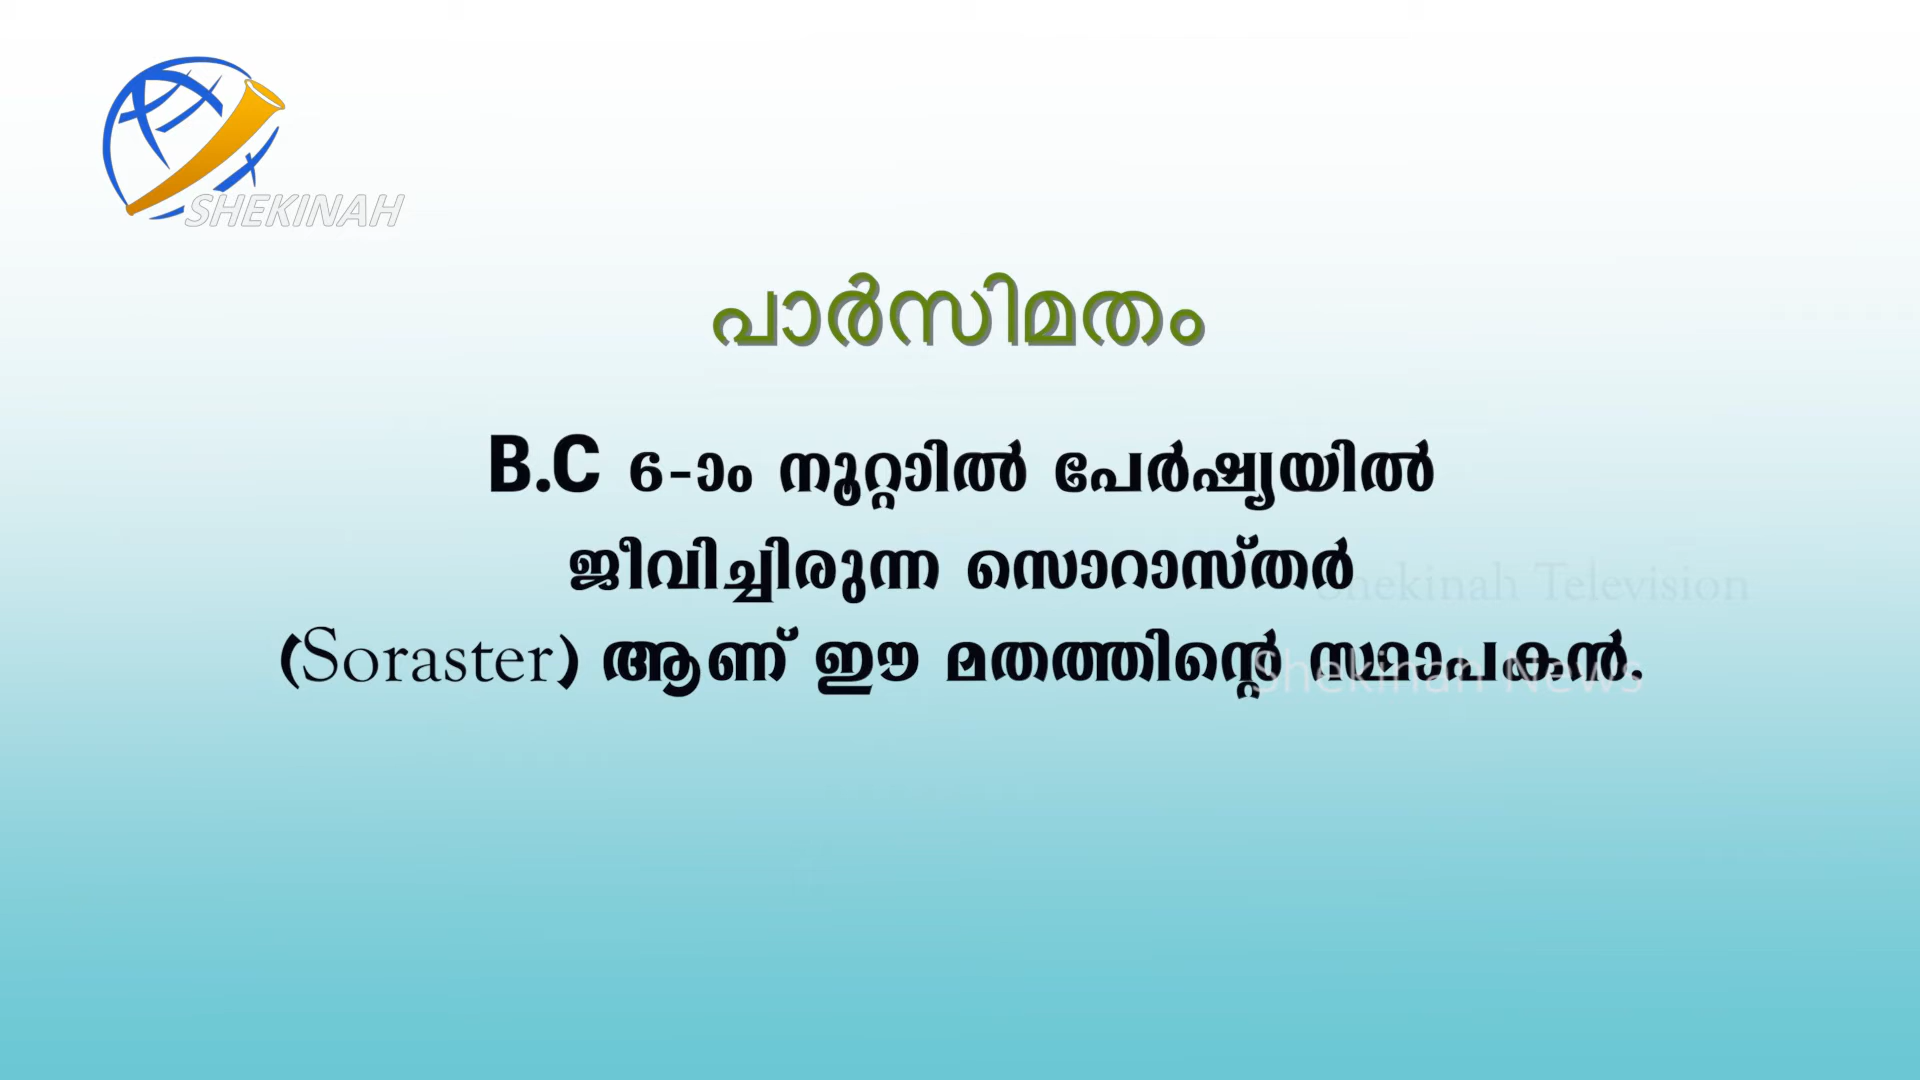 SHEKINAH
പാർസിമതം
B.C 6-ാം നൂറ്റാിൽ പേർഷ്യയിൽ
ജീവിച്ചിരുന്ന സൊറാസ്തർ
Shekinah Television
(Soraster) ആണ് ഈ മതത്തിന്റെ സ്ഥാപകൻ.
Shekinah News